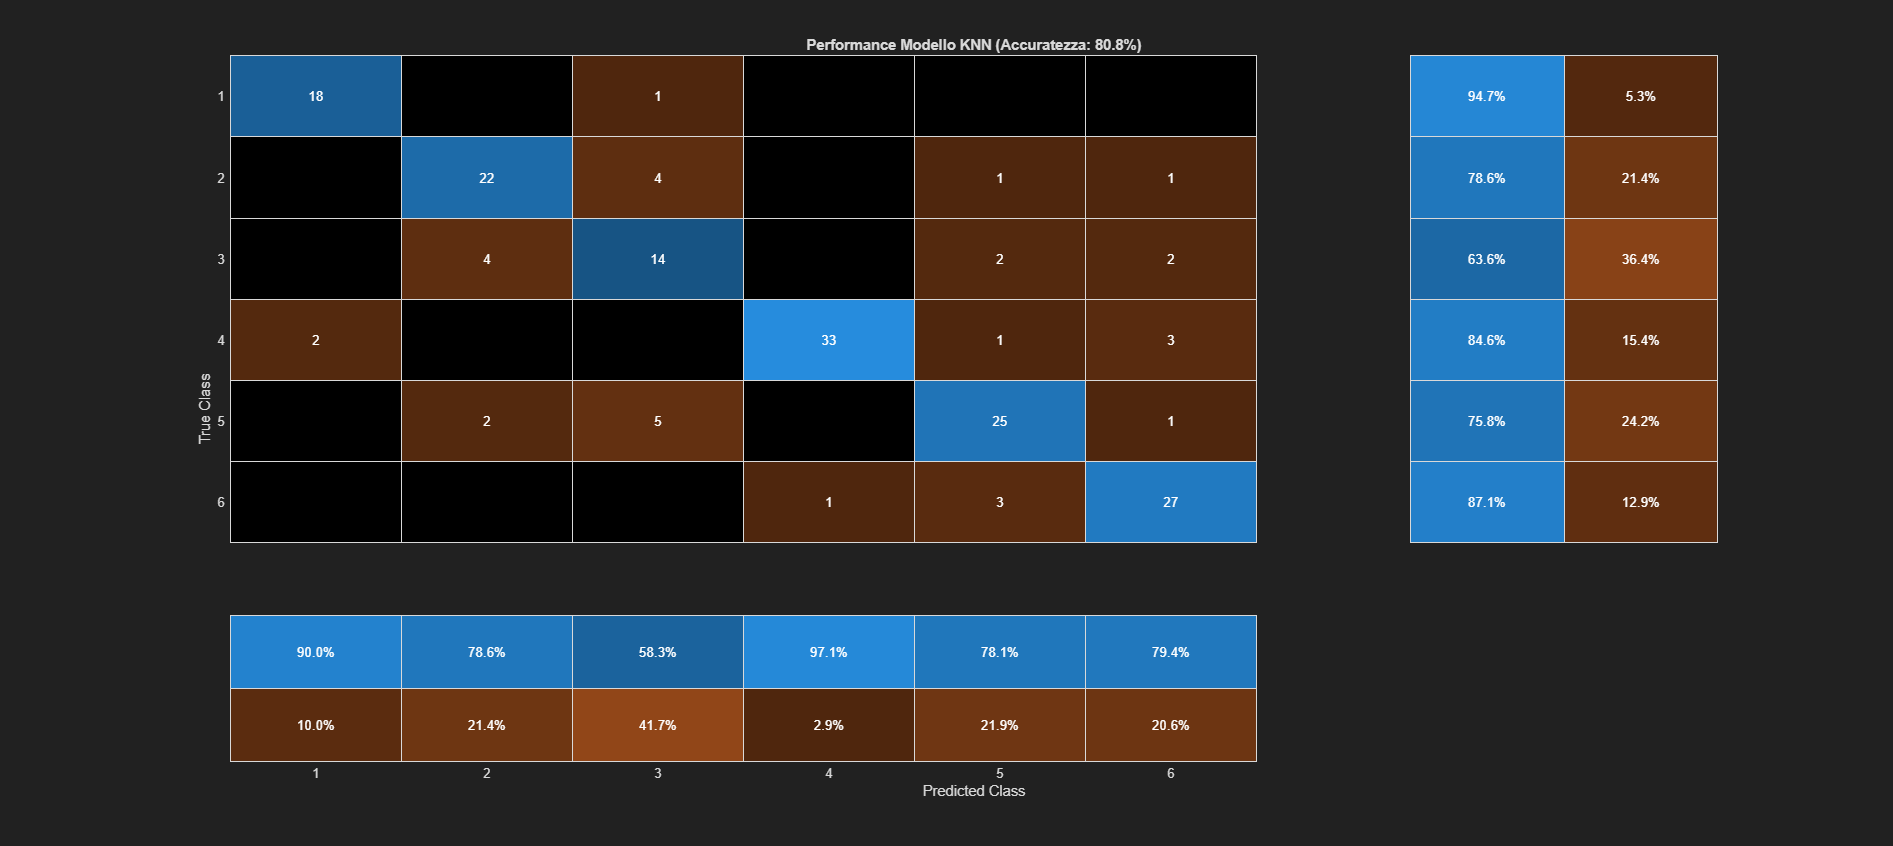 Performance Modello KNN (Accuratezza: 80.8%)
1 18 1 94.7% 5.3%
2 22 4 1 1 78.6% 21.4%
3 4 14 2 2 63.6% 36.4%
4 2 33 1 3 84.6% 15.4%
True Class
5 2 5 25 1 75.8% 24.2%
6 1 3 27 87.1% 12.9%
90.0% 78.6% 58.3% 97.1% 78.1% 79.4%
10.0% 21.4% 41.7% 2.9% 21.9% 20.6%
1 2 3 4 5 6
Predicted Class